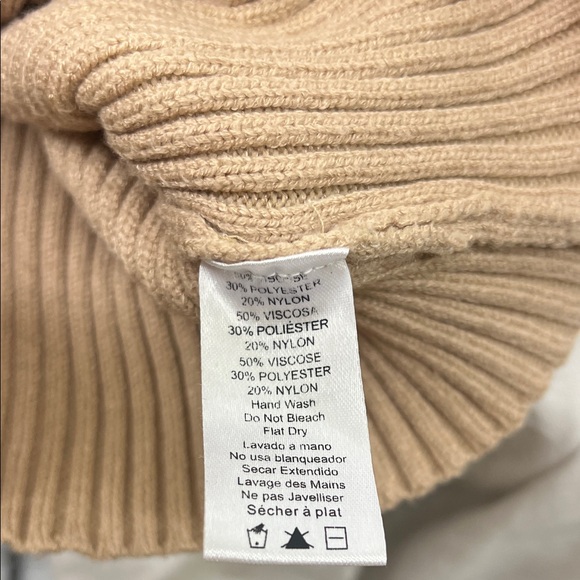 30% POLYESTER
20% NYLON
50% VISCOSA
30% POLIÉSTER
20% NYLON
50% VISCOSE
30% POLYESTER
20% NYLON
Hand Wash
Do Not Bleach
Flat Dry
Lavado a mano
No usa blanqueador
Secar Extendido
Lavage des Mains
Ne pas Javelliser
Sécher à plat